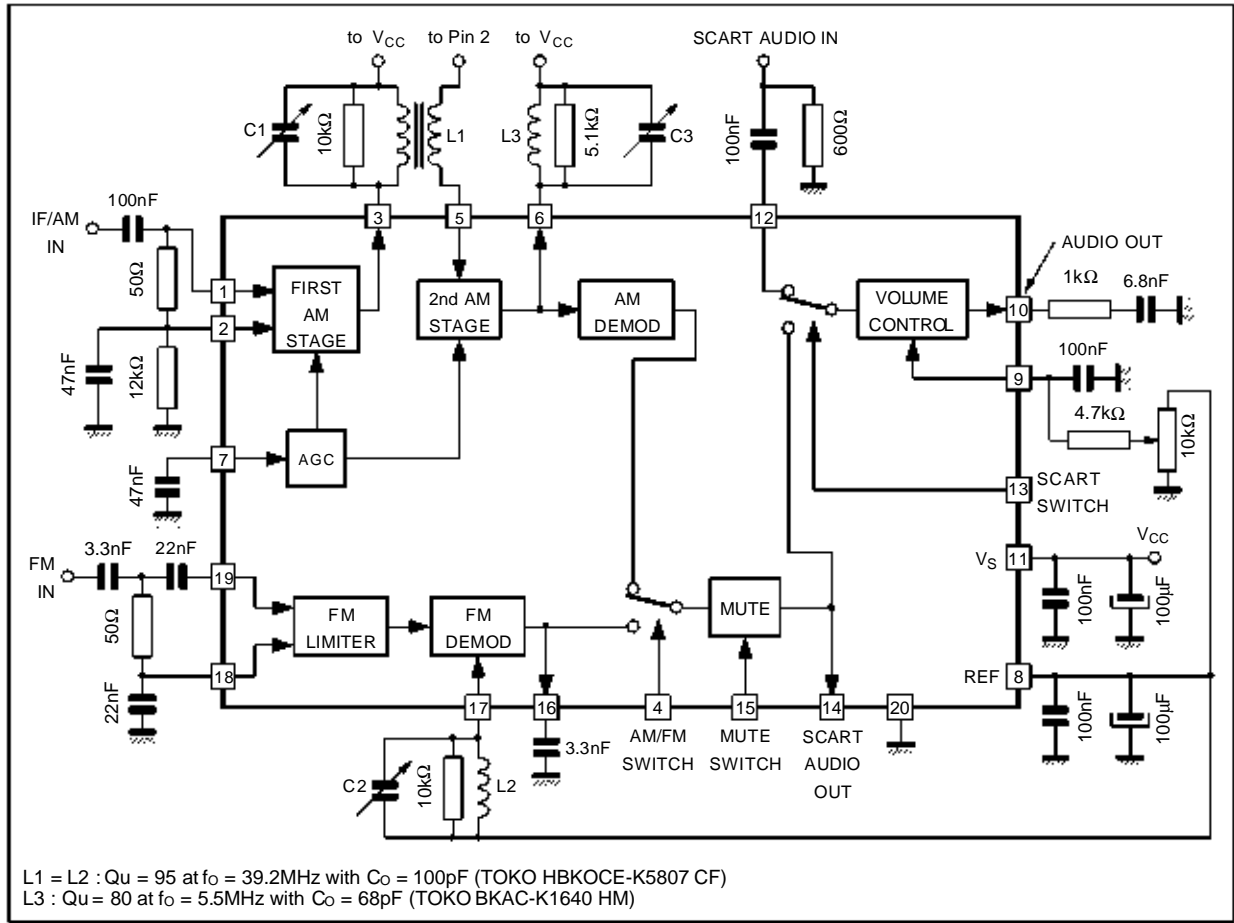 to VCC
to Pin 2
to VCC
SCART AUDIO IN
C1
10kΩ
L1
L3
5.1kΩ
C3
100nF
600Ω
100nF
IF/AM
IN
50Ω
3
5
6
12
AUDIO OUT
1
2
FIRST
AM
STAGE
2nd AM
STAGE
AM
DEMOD
VOLUME
CONTROL
10
1kΩ
6.8nF
47nF
12kΩ
9
100nF
4.7kΩ
10kΩ
7
AGC
47nF
13
SCART
SWITCH
3.3nF
22nF
FM
IN
19
VS
11
VCC
50Ω
FM
LIMITER
FM
DEMOD
MUTE
100nF
100µF
18
REF
8
22nF
17
16
4
15
14
20
100nF
100µF
3.3nF
AM/FM
SWITCH
MUTE
SWITCH
SCART
AUDIO
OUT
C2
10kΩ
L2
L1 = L2 : Qu = 95 at fO = 39.2MHz with CO = 100pF (TOKO HBKOCE-K5807 CF)
L3 : Qu = 80 at fO = 5.5MHz with CO = 68pF (TOKO BKAC-K1640 HM)